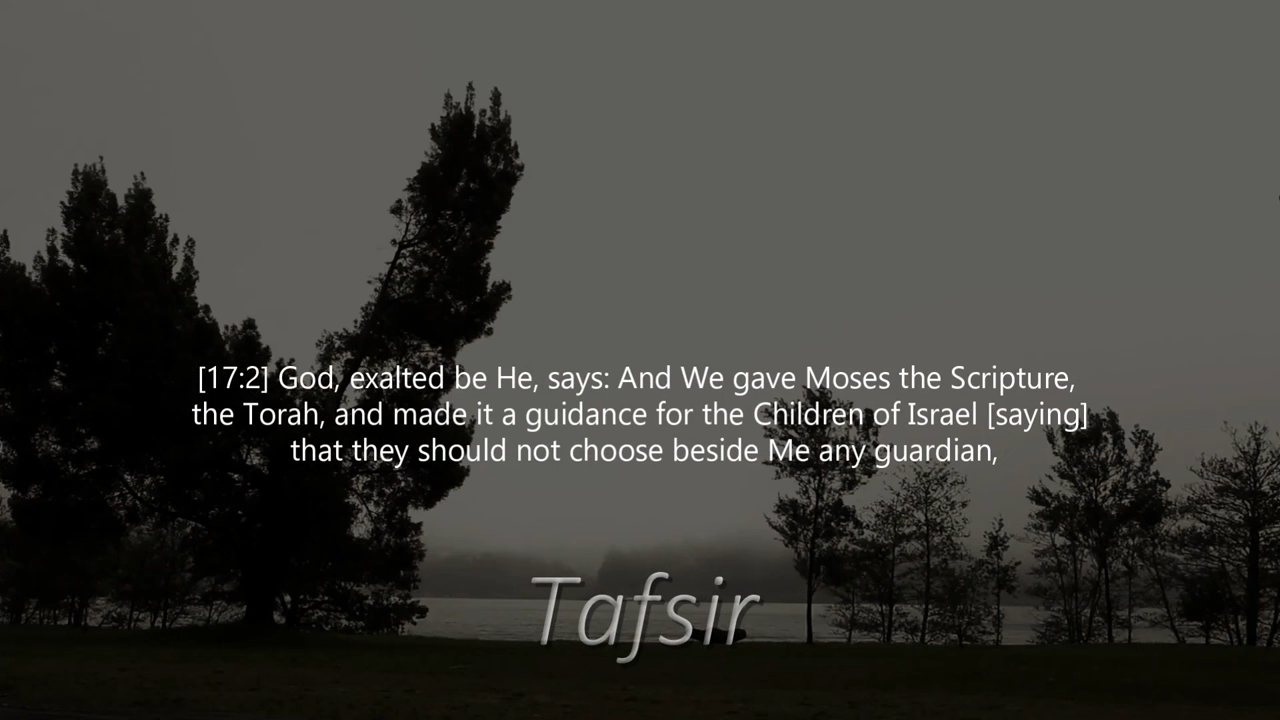 [17:2] God, exalted be He, says: And We gave Moses the Scripture,
the Torah, and made it a guidance for the Children of Israel [saying]
that they should not choose beside Me any guardian,
Tafsir